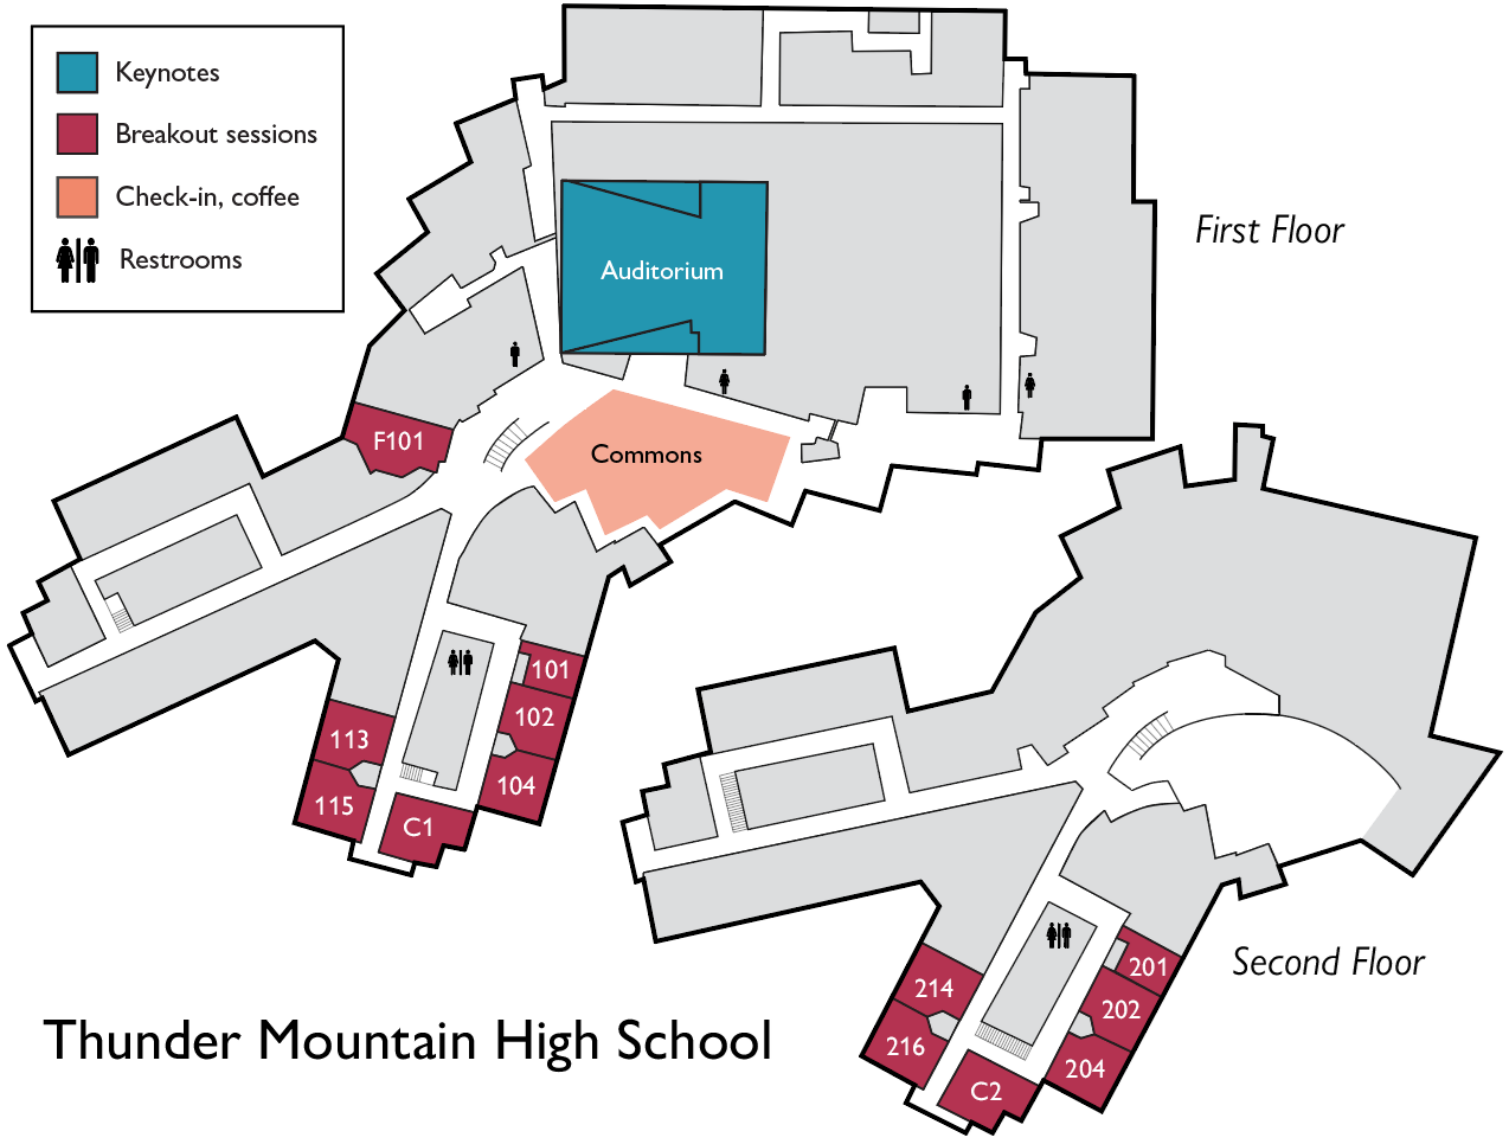 Keynotes
Breakout sessions
Check-in, coffee
Restrooms
First Floor
Auditorium
F101
Commons
101
102
113
104
115
C1
Second Floor
201
214
202
216
204
C2
Thunder Mountain High School